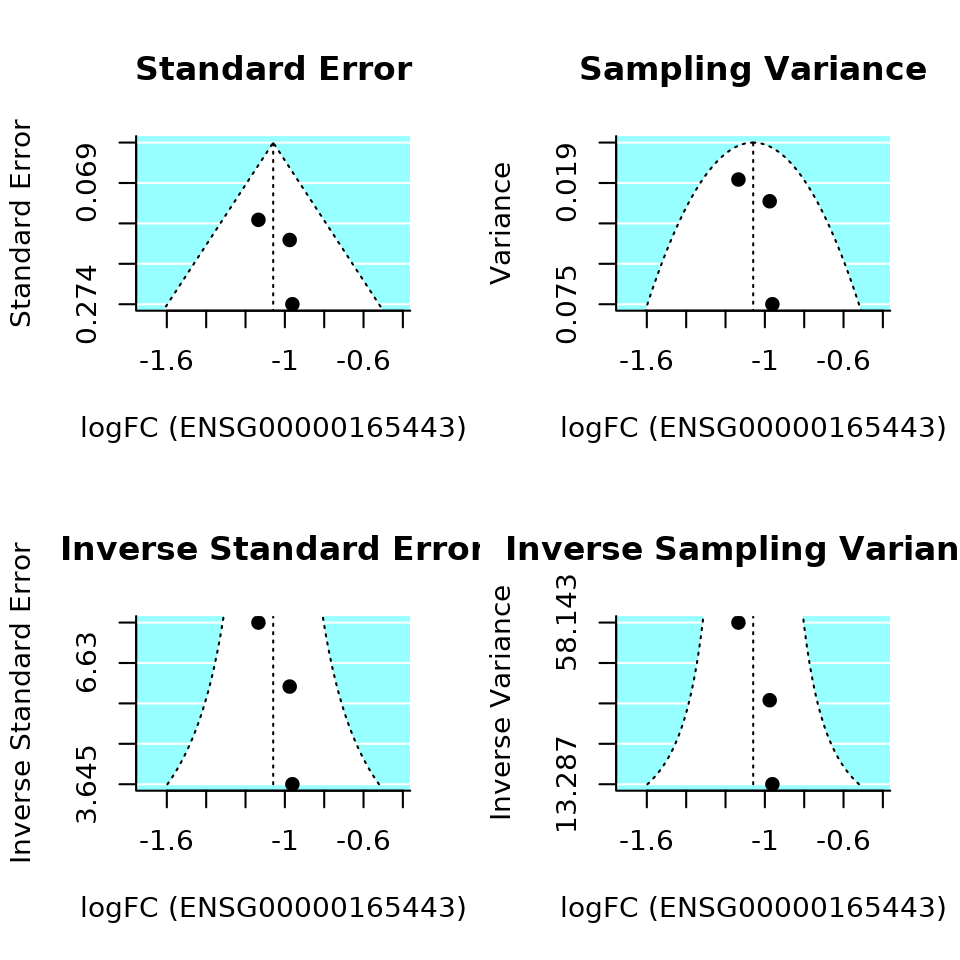 Standard Error
Standard Error
0.069
0.274
-1.6 -1 -0.6
logFC (ENSG00000165443)
Sampling Variance
Variance
0.019
0.075
-1.6 -1 -0.6
logFC (ENSG00000165443)
Inverse Standard Error
Inverse Standard Error
6.63
3.645
-1.6 -1 -0.6
logFC (ENSG00000165443)
Inverse Sampling Varian
Inverse Variance
58.143
13.287
-1.6 -1 -0.6
logFC (ENSG00000165443)